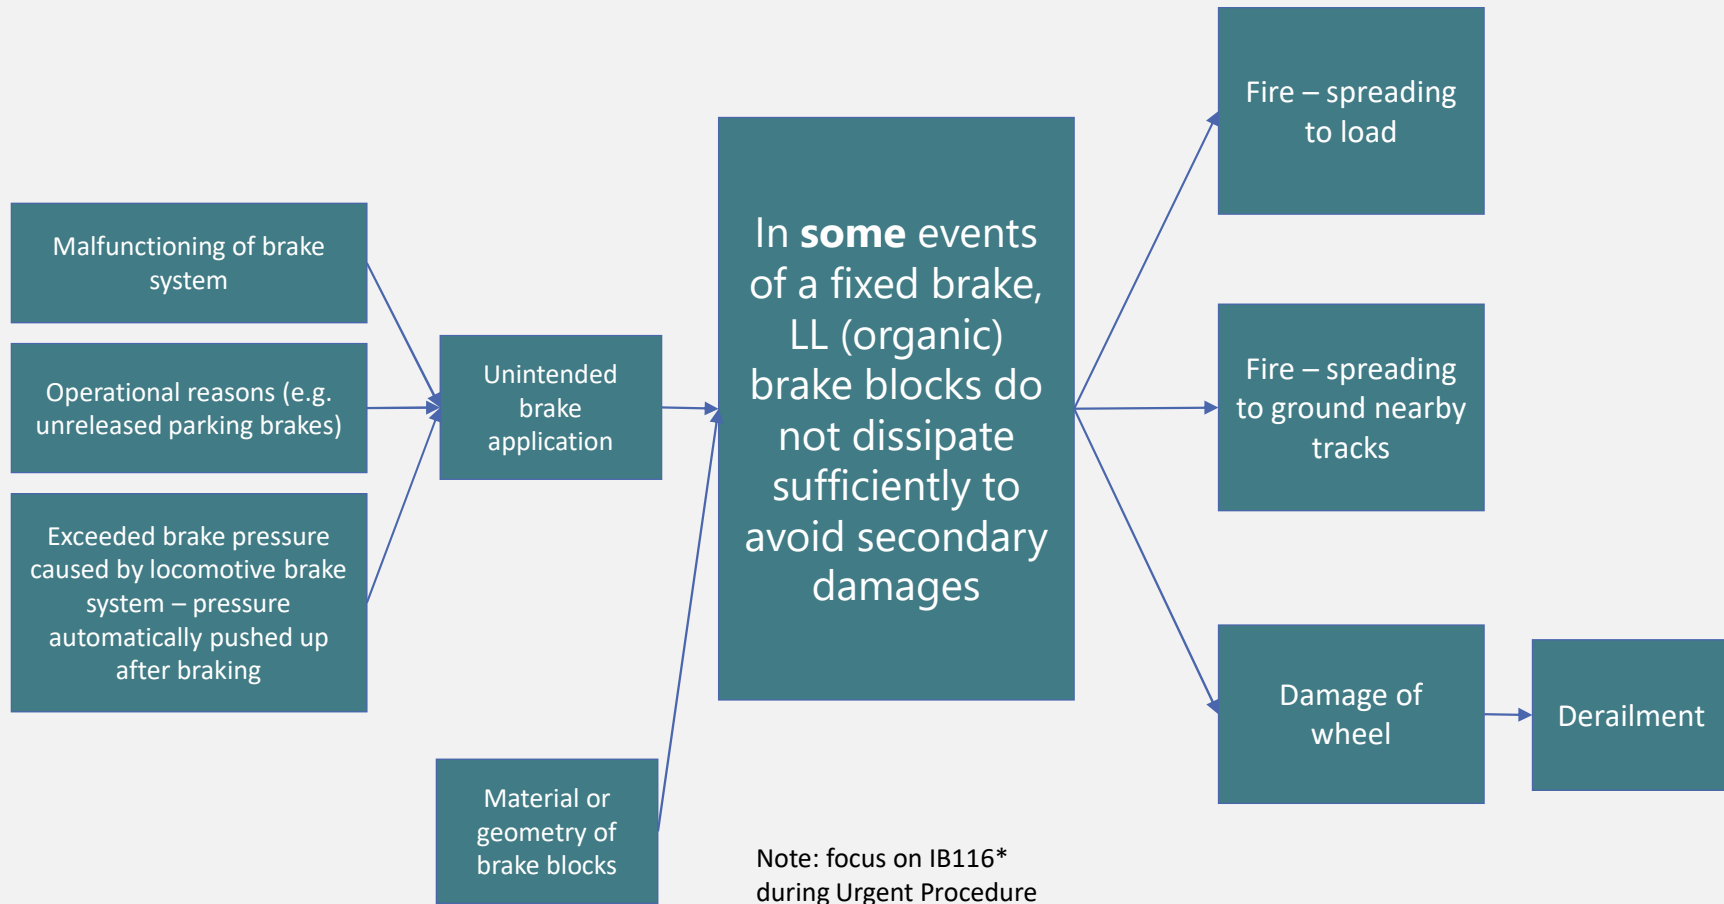 Malfunctioning of brake
system
Operational reasons (e.g.
unreleased parking brakes)
Exceeded brake pressure
caused by locomotive brake
system – pressure
automatically pushed up
after braking
Unintended
brake
application
Material or
geometry of
brake blocks
In some events
of a fixed brake,
LL (organic)
brake blocks do
not dissipate
sufficiently to
avoid secondary
damages
Fire – spreading
to load
Fire – spreading
to ground nearby
tracks
Damage of
wheel
Derailment
Note: focus on IB116*
during Urgent Procedure